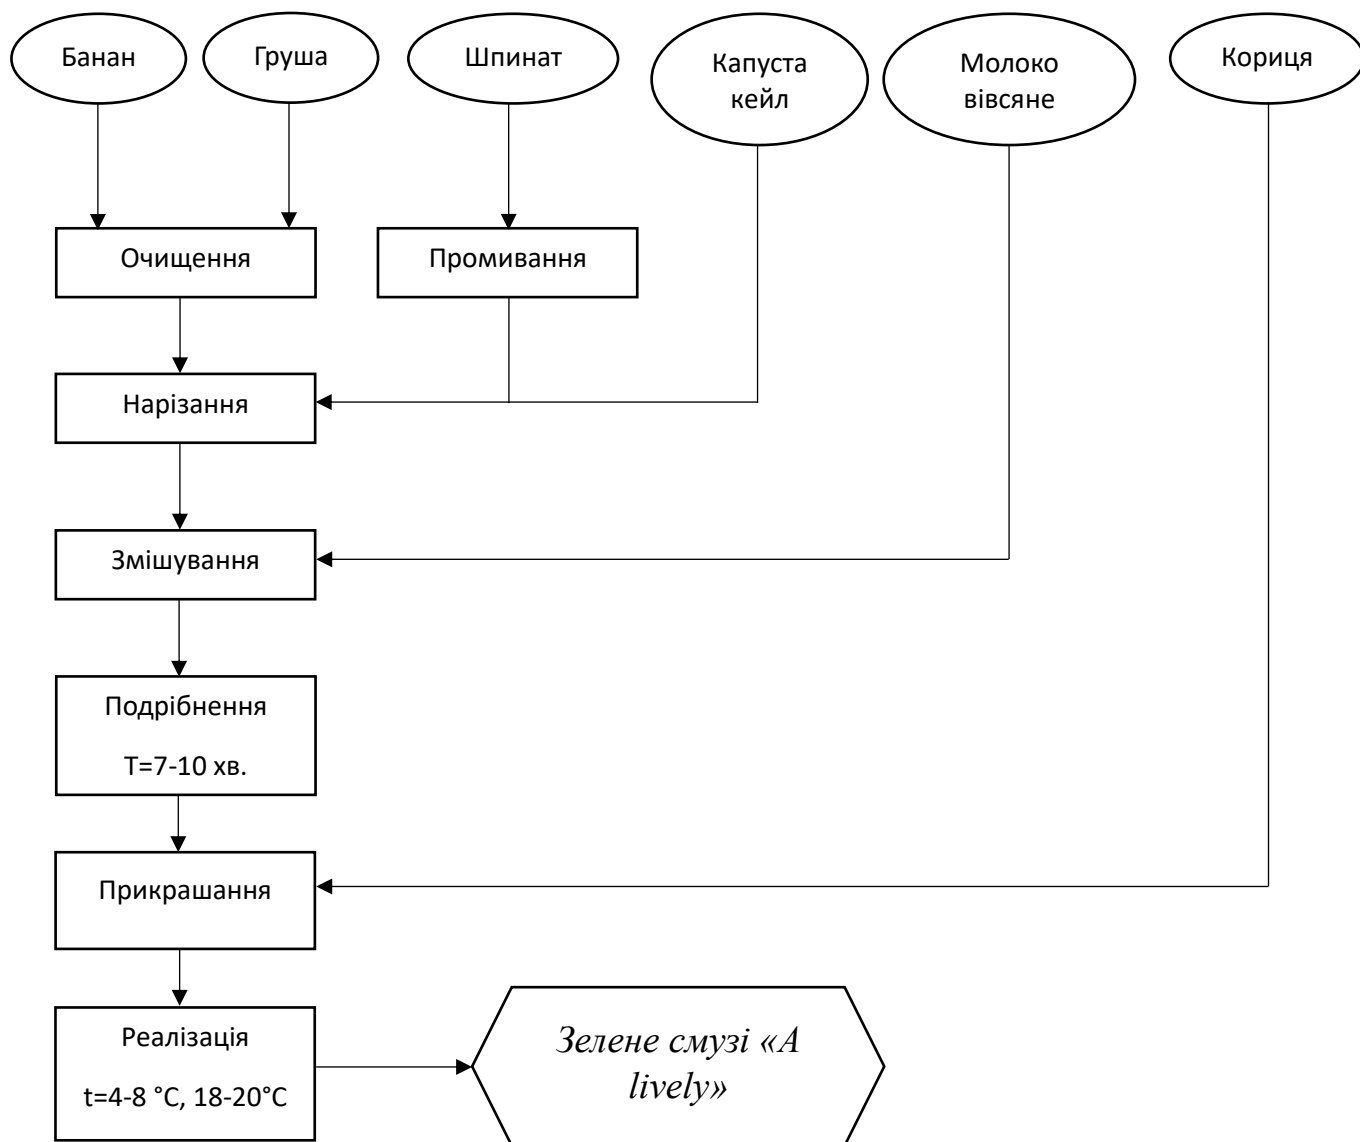 Банан
Груша
Шпинат
Капуста
кейл
Молоко
вівсяне
Кориця
Очищення
Промивання
Нарізання
Змішування
Подрібнення
Т=7-10 хв.
Прикрашання
Реалізація
t=4-8 °С, 18-20°С
Зелене смузі «A
lively»